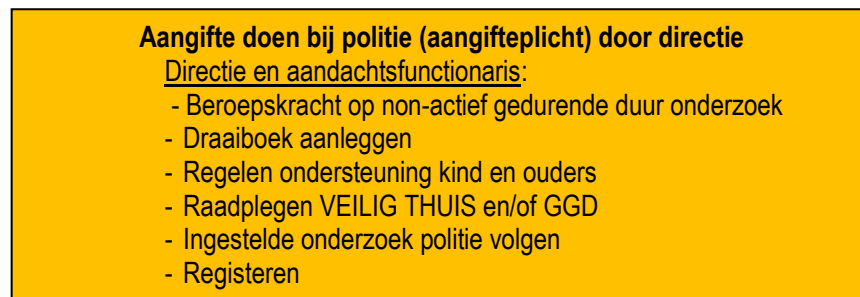 Aangifte doen bij politie (aangifteplicht) door directie
Directie en aandachtsfunctionaris:
- Beroepskracht op non-actief gedurende duur onderzoek
- Draaiboek aanleggen
- Regelen ondersteuning kind en ouders
- Raadplegen VEILIG THUIS en/of GGD
- Ingestelde onderzoek politie volgen
- Registeren